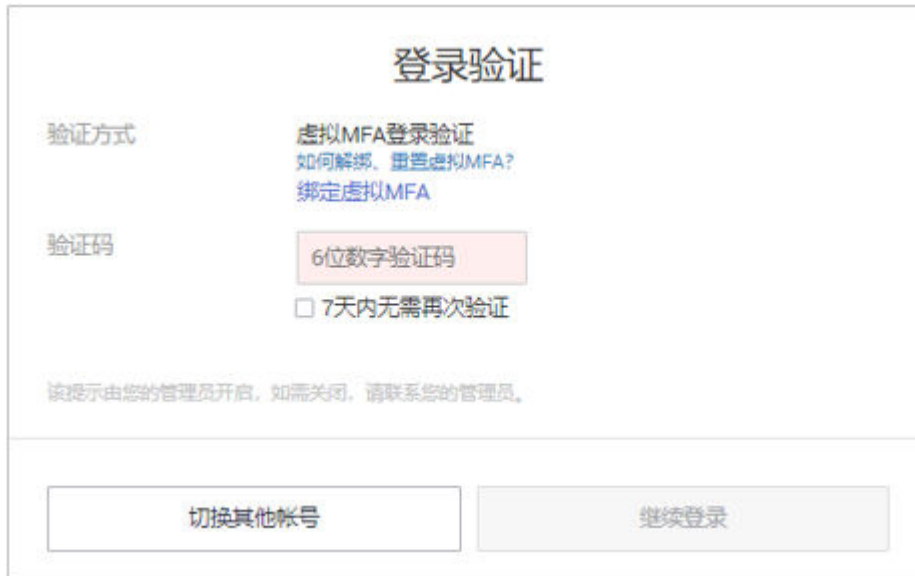 登录验证
验证方式
虚拟MFA登录验证
如何解绑、重置虚拟MFA?
绑定虚拟MFA
验证码
6位数字验证码
7天内无需再次验证
该提示由您的管理员开启，如需关闭，请联系您的管理员。
切换其他帐号
继续登录